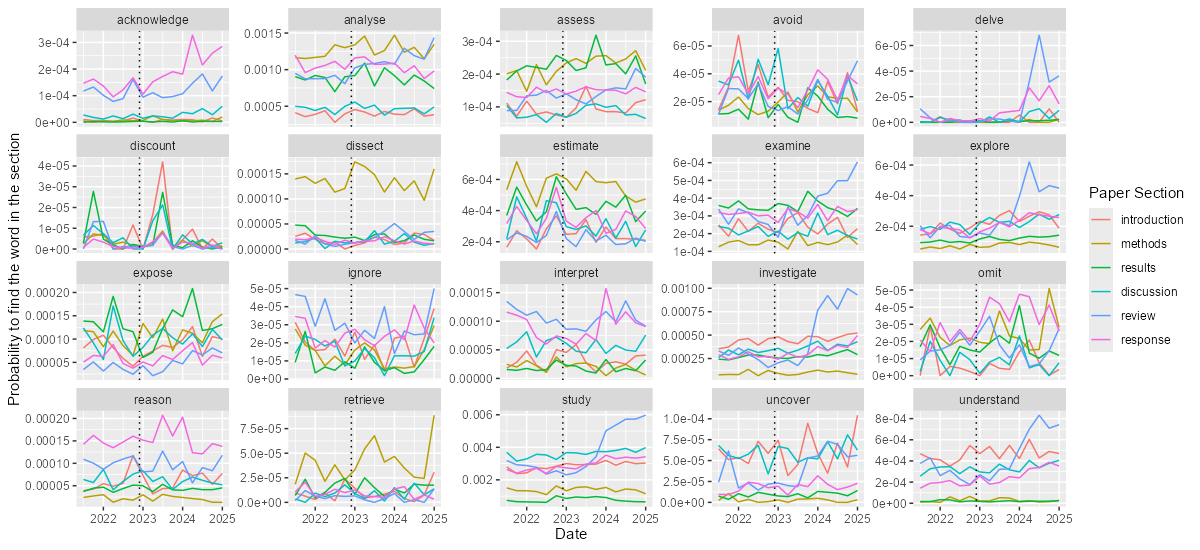 acknowledge analyse assess avoid delve
3e-04 2e-04 1e-04 0e+00
0.0015 0.0010 0.0005
3e-04 2e-04 1e-04
6e-05 4e-05 2e-05
6e-05 4e-05 2e-05 0e+00
discount dissect estimate examine explore
4e-05 3e-05 2e-05 1e-05 0e+00
0.00015 0.00010 0.00005 0.00000
6e-04 4e-04 2e-04
6e-04 5e-04 4e-04 3e-04 2e-04 1e-04
6e-04 4e-04 2e-04
expose ignore interpret investigate omit
0.00020 0.00015 0.00010 0.00005
5e-05 4e-05 3e-05 2e-05 1e-05 0e+00
0.00015 0.00010 0.00005 0.00000
0.00100 0.00075 0.00050 0.00025
5e-05 4e-05 3e-05 2e-05 1e-05 0e+00
reason retrieve study uncover understand
0.00020 0.00015 0.00010 0.00005
7.5e-05 5.0e-05 2.5e-05 0.0e+00
0.006 0.004 0.002
1.0e-04 7.5e-05 5.0e-05 2.5e-05 0.0e+00
8e-04 6e-04 4e-04 2e-04 0e+00
2022 2023 2024 2025
2022 2023 2024 2025
2022 2023 2024 2025
2022 2023 2024 2025
2022 2023 2024 2025
Date
Probability to find the word in the section
Paper Section
introduction
methods
results
discussion
review
response